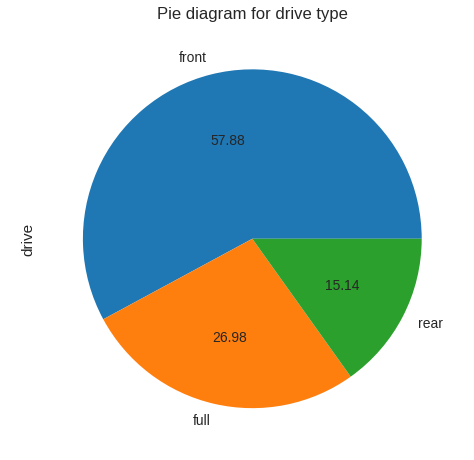 Pie diagram for drive type
front
57.88
drive
15.14
rear
26.98
full